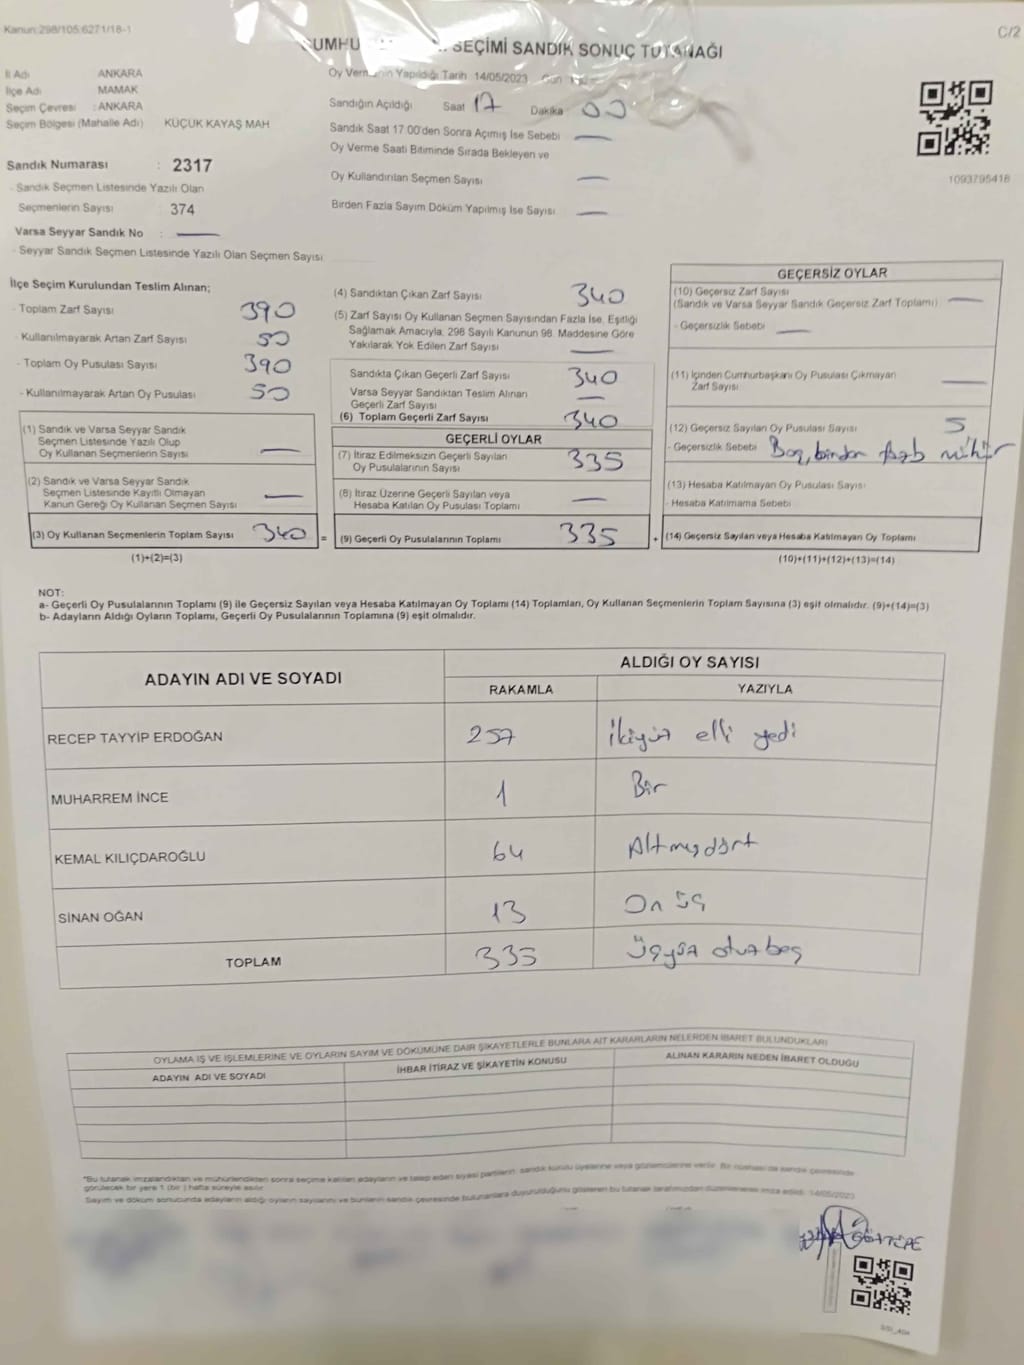 Kanun:298/105:6271/18-1
C/2
SEÇİMİ SANDIK SONUÇ TUTANAĞI
İl Adı ANKARA
İlçe Adı MAMAK
Seçim Çevresi : ANKARA
Seçim Bölgesi (Mahalle Adı) KÜÇÜK KAYAŞ MAH
Sandık Numarası : 2317
- Sandık Seçmen Listesinde Yazılı Olan
Seçmenlerin Sayısı : 374
Varsa Seyyar Sandık No : —
- Seyyar Sandık Seçmen Listesinde Yazılı Olan Seçmen Sayısı
Oy Verme Yapıldığı Tarih 14/05/2023
Sandığın Açıldığı Saat 17 Dakika : 00
Sandık Saat 17.00'den Sonra Açımış İse Sebebi —
Oy Verme Saati Bitiminde Sırada Bekleyen ve
Oy Kullandırılan Seçmen Sayısı —
Birden Fazla Sayım Döküm Yapılmış İse Sayısı —
1093795418
İlçe Seçim Kurulundan Teslim Alınan;
- Toplam Zarf Sayısı 390
- Kullanılmayarak Artan Zarf Sayısı 50
- Toplam Oy Pusulası Sayısı 390
- Kullanılmayarak Artan Oy Pusulası 50
(1) Sandık ve Varsa Seyyar Sandık
Seçmen Listesinde Yazılı Olup
Oy Kullanan Seçmenlerin Sayısı —
(2) Sandık ve Varsa Seyyar Sandık
Seçmen Listesinde Kayıtlı Olmayan
Kanun Gereği Oy Kullanan Seçmen Sayısı —
(3) Oy Kullanan Seçmenlerin Toplam Sayısı 340 =
(1)+(2)=(3)
(4) Sandıktan Çıkan Zarf Sayısı 340
(5) Zarf Sayısı Oy Kullanan Seçmen Sayısından Fazla İse, Eşitliği
Sağlamak Amacıyla, 298 Sayılı Kanunun 98. Maddesine Göre
Yakılarak Yok Edilen Zarf Sayısı —
Sandıkta Çıkan Geçerli Zarf Sayısı 340
Varsa Seyyar Sandıktan Teslim Alınan —
Geçerli Zarf Sayısı
(6) Toplam Geçerli Zarf Sayısı 340
GEÇERLİ OYLAR
(7) İtiraz Edilmeksizin Geçerli Sayılan
Oy Pusulalarının Sayısı 335
(8) İtiraz Üzerine Geçerli Sayılan veya
Hesaba Katılan Oy Pusulası Toplamı —
(9) Geçerli Oy Pusulalarının Toplamı 335 +
GEÇERSİZ OYLAR
(10) Geçersiz Zarf Sayısı
(Sandık ve Varsa Seyyar Sandık Geçersiz Zarf Toplamı) —
- Geçersizlik Sebebi —
(11) İçinden Cumhurbaşkanı Oy Pusulası Çıkmayan
Zarf Sayısı —
(12) Geçersiz Sayılan Oy Pusulası Sayısı 5
- Geçersizlik Sebebi Boş, birden fazla mühür
(13) Hesaba Katılmayan Oy Pusulası Sayısı
- Hesaba Katılmama Sebebi
(14) Geçersiz Sayılan veya Hesaba Katılmayan Oy Toplamı
(10)+(11)+(12)+(13)=(14)
NOT:
a- Geçerli Oy Pusulalarının Toplamı (9) ile Geçersiz Sayılan veya Hesaba Katılmayan Oy Toplamı (14) Toplamları, Oy Kullanan Seçmenlerin Toplam Sayısına (3) eşit olmalıdır. (9)+(14)=(3)
b- Adayların Aldığı Oyların Toplamı, Geçerli Oy Pusulalarının Toplamına (9) eşit olmalıdır.
ADAYIN ADI VE SOYADI
ALDIĞI OY SAYISI
RAKAMLA YAZIYLA
RECEP TAYYİP ERDOĞAN 257 İkiyüz elli yedi
MUHARREM İNCE 1 Bir
KEMAL KILIÇDAROĞLU 64 Altmışdört
SİNAN OĞAN 13 On üç
TOPLAM 335 Üçyüz otuzbeş
OYLAMA İŞ VE İŞLEMLERİNE VE OYLARIN SAYIM VE DÖKÜMÜNE DAİR ŞİKAYETLERLE BUNLARA AİT KARARLARIN NELERDEN İBARET BULUNDUKLARI
ADAYIN ADI VE SOYADI İHBAR İTİRAZ VE ŞİKAYETİN KONUSU ALINAN KARARIN NEDEN İBARET OLDUĞU
*Bu tutanak imzalandıktan ve mühürlendikten sonra seçime katılan adayların ve talep eden siyasi partilerin sandık kurulu üyelerine veya gözlemcilerine verilir. Bir nüshası da sandık çevresinde
görülecek bir yere 1 (bir) hafta süreyle asılır.
Sayım ve döküm sonucunda adayların aldığı oyların sayılarını ve bunların sandık çevresinde bulunanlara duyurulduğunu gösteren bu tutanak tarafımızdan düzenlenerek imza edildi. 14/05/2023
GÖKTEPE